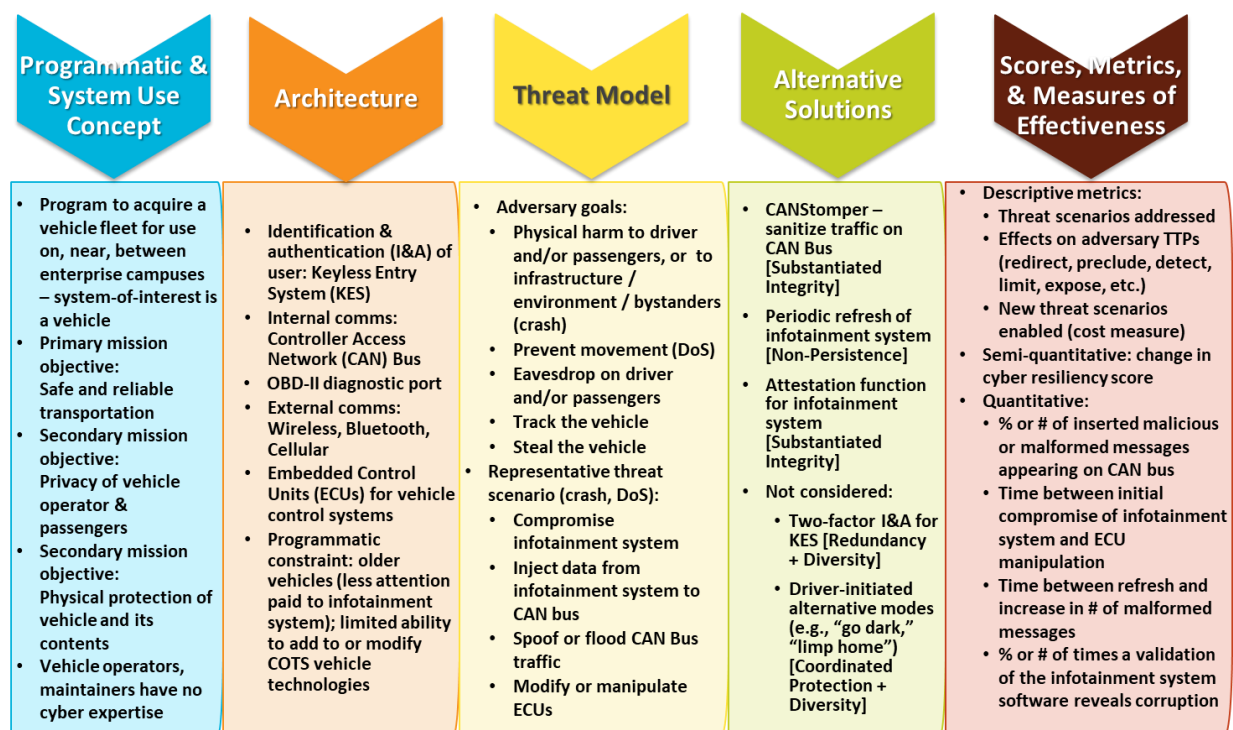 Programmatic &
System Use
Concept
Architecture
Threat Model
Alternative
Solutions
Scores, Metrics,
& Measures of
Effectiveness
• Program to acquire a
vehicle fleet for use
on, near, between
enterprise campuses
– system-of-interest is
a vehicle
• Primary mission
objective:
Safe and reliable
transportation
• Secondary mission
objective:
Privacy of vehicle
operator &
passengers
• Secondary mission
objective:
Physical protection of
vehicle and its
contents
• Vehicle operators,
maintainers have no
cyber expertise
• Identification &
authentication (I&A) of
user: Keyless Entry
System (KES)
• Internal comms:
Controller Access
Network (CAN) Bus
• OBD-II diagnostic port
• External comms:
Wireless, Bluetooth,
Cellular
• Embedded Control
Units (ECUs) for vehicle
control systems
• Programmatic
constraint: older
vehicles (less attention
paid to infotainment
system); limited ability
to add to or modify
COTS vehicle
technologies
• Adversary goals:
• Physical harm to driver
and/or passengers, or to
infrastructure /
environment / bystanders
(crash)
• Prevent movement (DoS)
• Eavesdrop on driver
and/or passengers
• Track the vehicle
• Steal the vehicle
• Representative threat
scenario (crash, DoS):
• Compromise
infotainment system
• Inject data from
infotainment system to
CAN bus
• Spoof or flood CAN Bus
traffic
• Modify or manipulate
ECUs
• CANStomper –
sanitize traffic on
CAN Bus
[Substantiated
Integrity]
• Periodic refresh of
infotainment system
[Non-Persistence]
• Attestation function
for infotainment
system
[Substantiated
Integrity]
• Not considered:
• Two-factor I&A for
KES [Redundancy
+ Diversity]
• Driver-initiated
alternative modes
(e.g., “go dark,”
“limp home”)
[Coordinated
Protection +
Diversity]
• Descriptive metrics:
• Threat scenarios addressed
• Effects on adversary TTPs
(redirect, preclude, detect,
limit, expose, etc.)
• New threat scenarios
enabled (cost measure)
• Semi-quantitative: change in
cyber resiliency score
• Quantitative:
• % or # of inserted malicious
or malformed messages
appearing on CAN bus
• Time between initial
compromise of infotainment
system and ECU
manipulation
• Time between refresh and
increase in # of malformed
messages
• % or # of times a validation
of the infotainment system
software reveals corruption